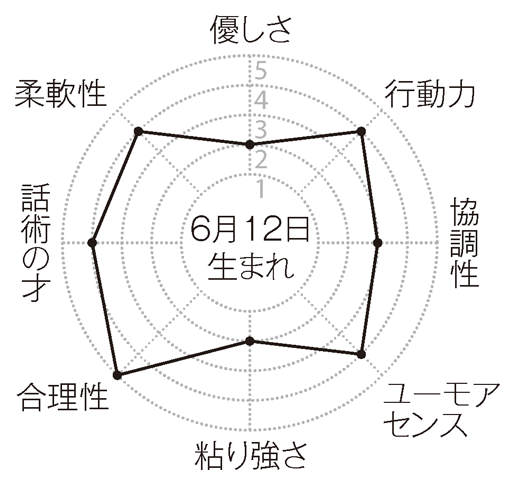 優しさ
行動力
協調性
ユーモア
センス
粘り強さ
合理性
話術の才
柔軟性
5
4
3
2
1
6月12日
生まれ